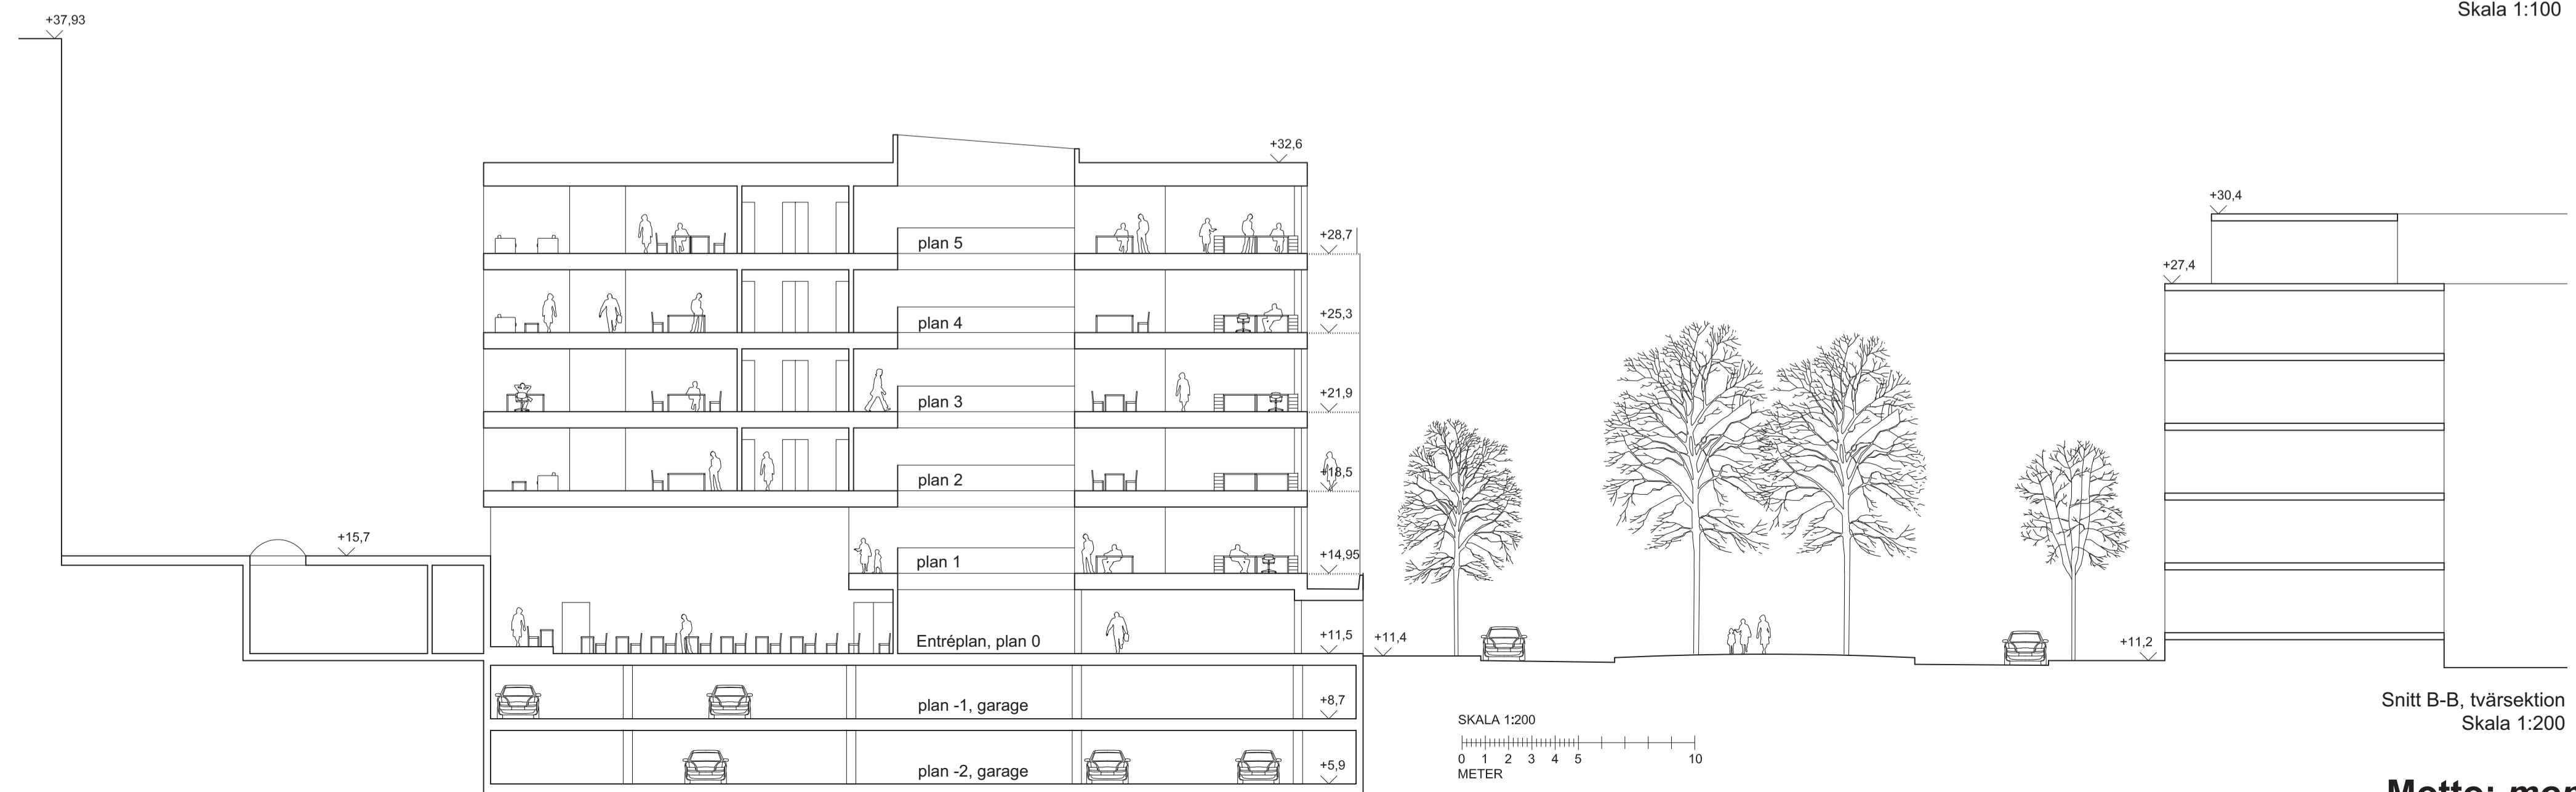 Skala 1:100
+37,93
+32,6
+30,4
plan 5
+28,7
+27,4
plan 4
+25,3
plan 3
+21,9
plan 2
+18,5
+15,7
plan 1
+14,95
Entréplan, plan 0
+11,5
+11,4
+11,2
plan -1, garage
+8,7
Snitt B-B, tvärsektion
Skala 1:200
SKALA 1:200
0 1 2 3 4 5 10
METER
plan -2, garage
+5,9